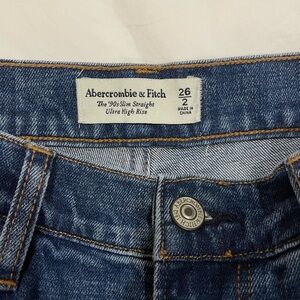 Abercrombie & Fitch
The '90s Slim Straight
Ultra High Rise
26
2
MADE IN
CHINA